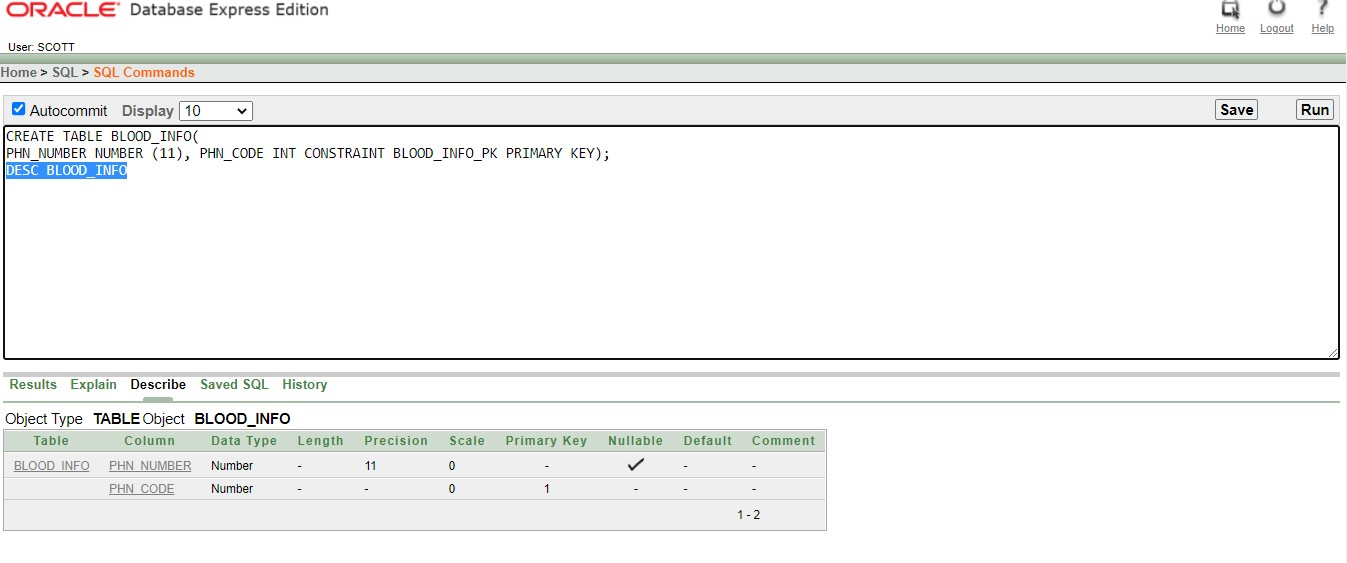 ORACLE Database Express Edition
Home Logout Help
User: SCOTT
Home > SQL > SQL Commands
Autocommit Display 10 Save Run
CREATE TABLE BLOOD_INFO(
PHN_NUMBER NUMBER (11), PHN_CODE INT CONSTRAINT BLOOD_INFO_PK PRIMARY KEY);
DESC BLOOD_INFO
Results Explain Describe Saved SQL History
Object Type TABLE Object BLOOD_INFO
Table Column Data Type Length Precision Scale Primary Key Nullable Default Comment
BLOOD_INFO PHN_NUMBER Number - 11 0 - ✓ - -
PHN_CODE Number - - 0 1 - - -
1 - 2